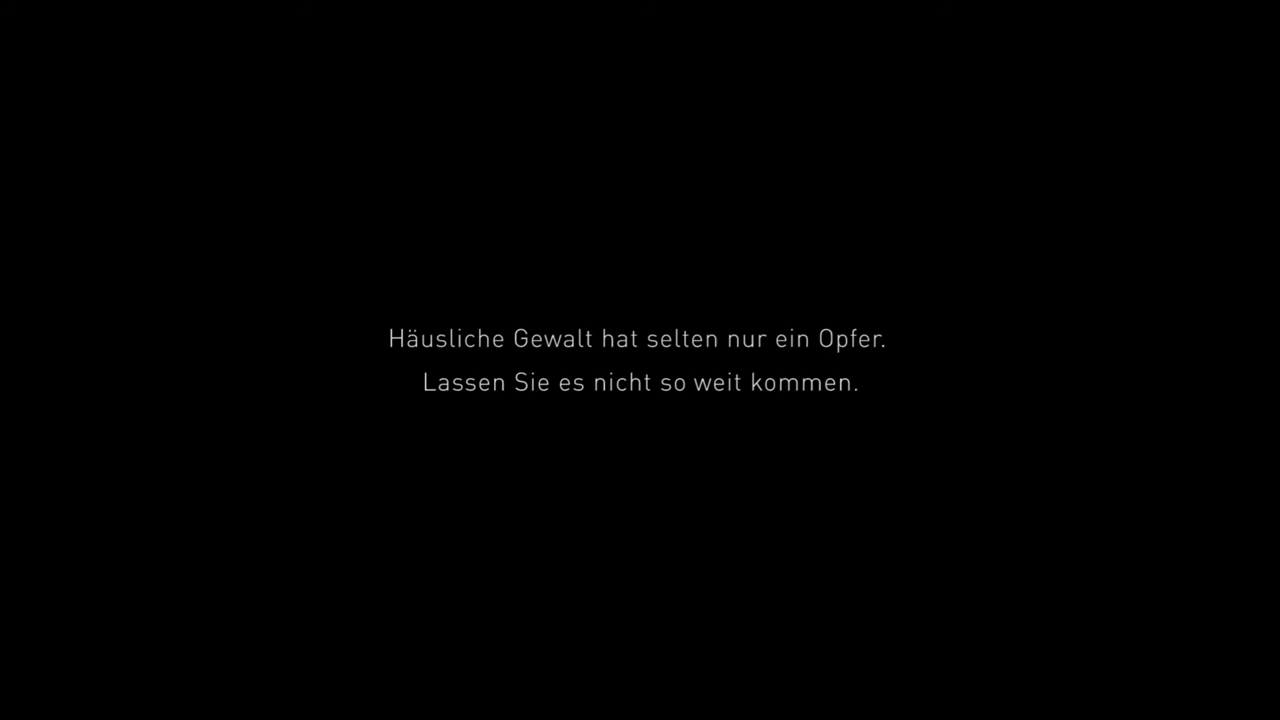 Häusliche Gewalt hat selten nur ein Opfer.
Lassen Sie es nicht so weit kommen.